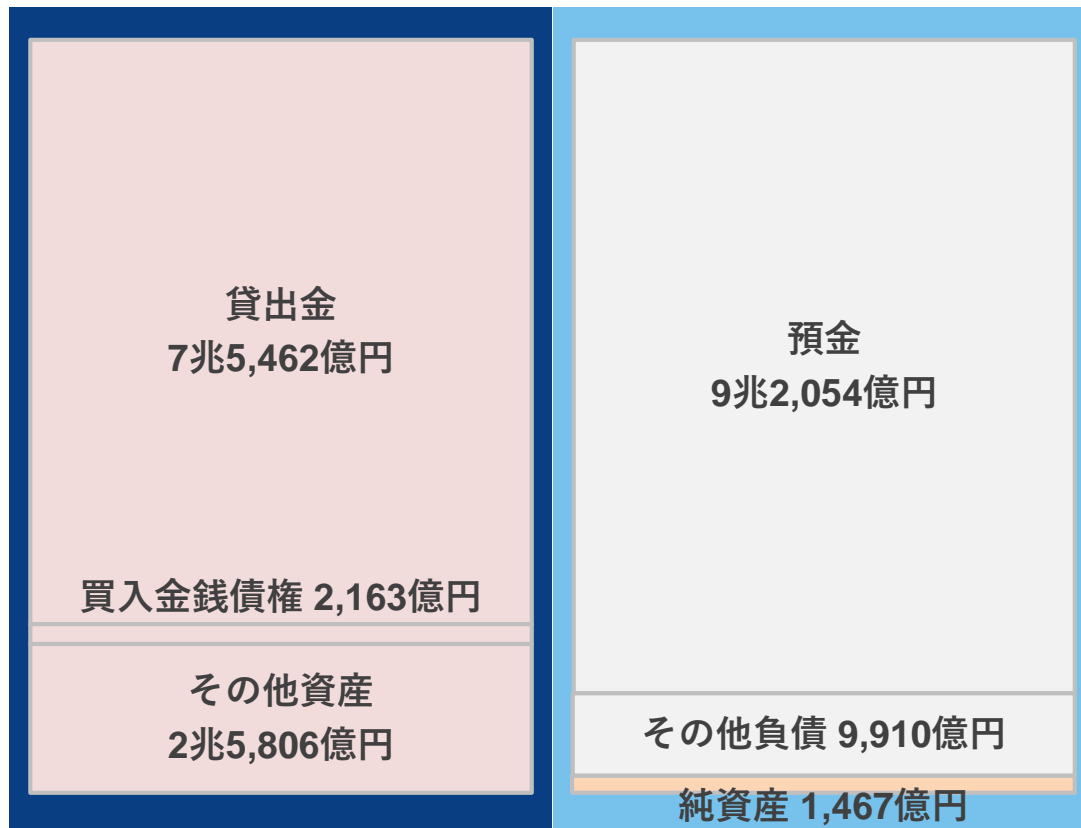 貸出金
7兆5,462億円
買入金銭債権 2,163億円
その他資産
2兆5,806億円
預金
9兆2,054億円
その他負債 9,910億円
純資産 1,467億円